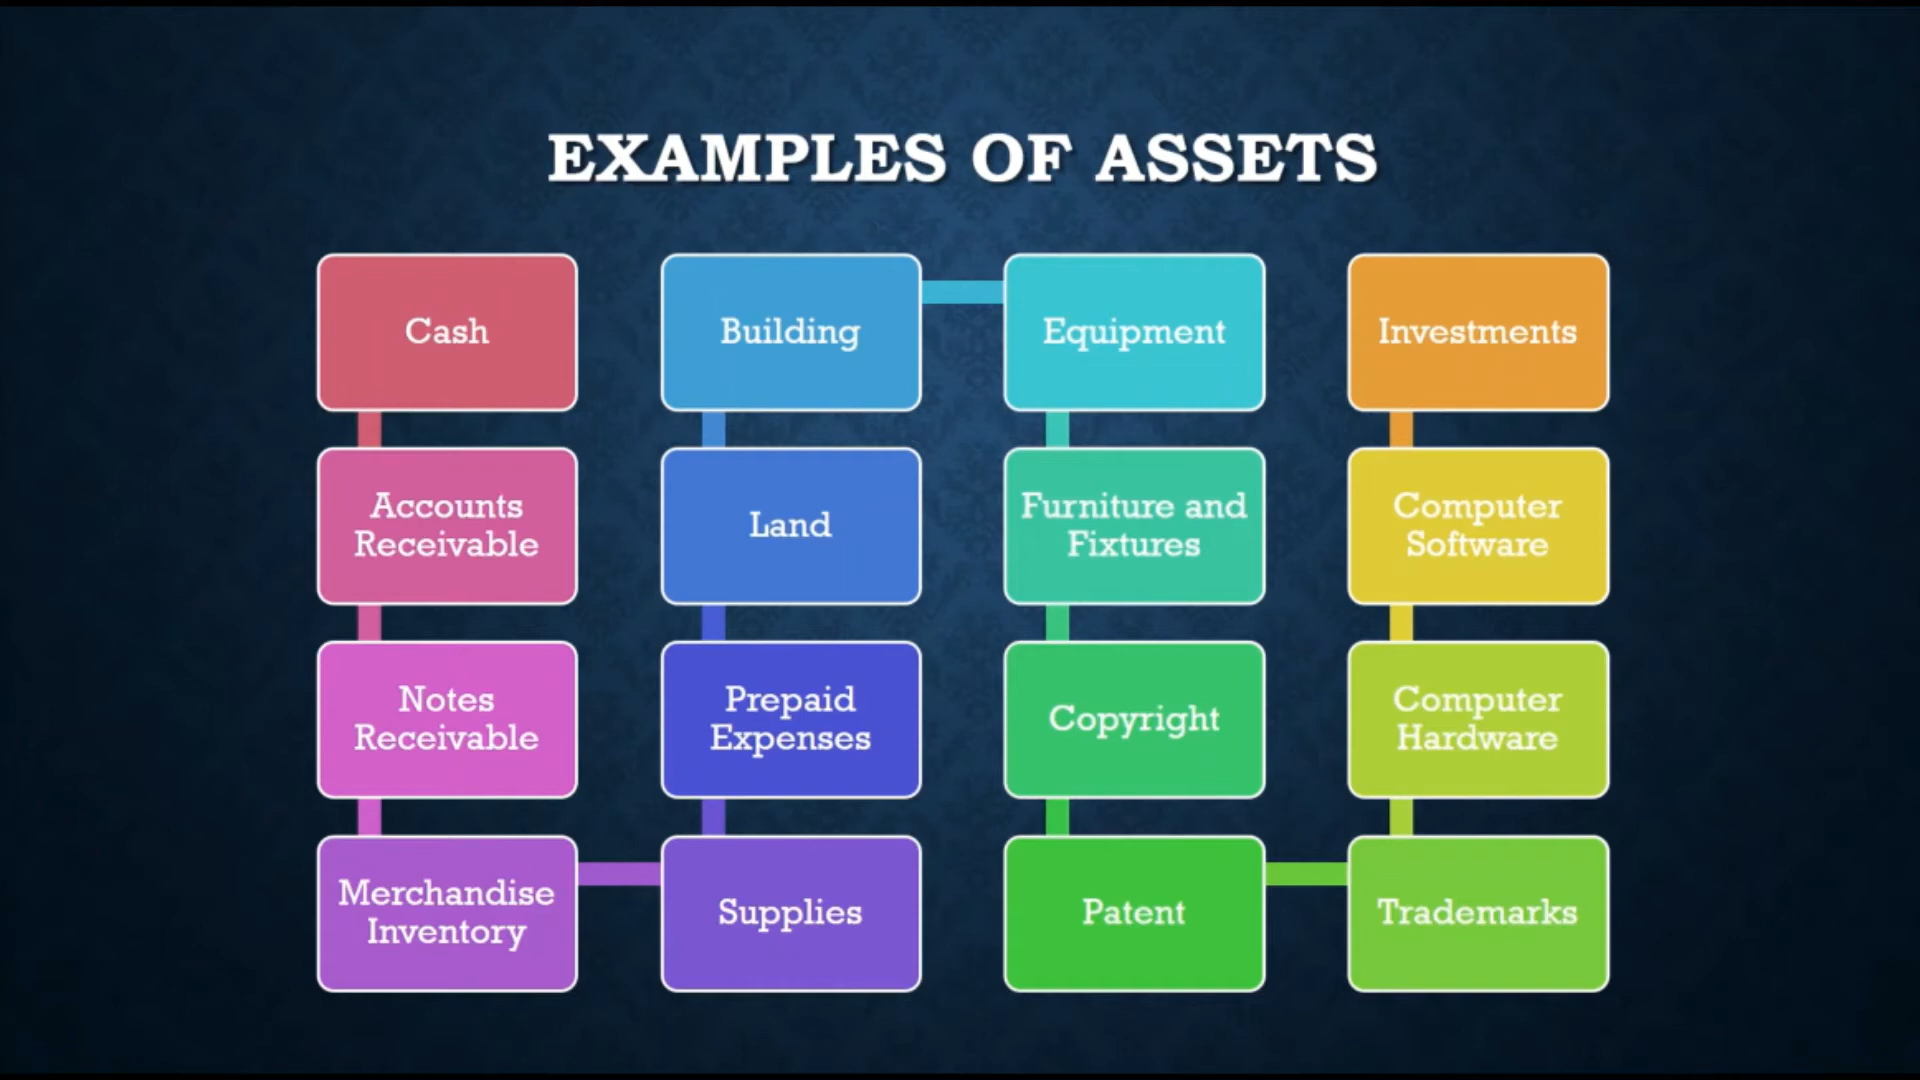 EXAMPLES OF ASSETS
Cash
Accounts
Receivable
Notes
Receivable
Merchandise
Inventory
Building
Land
Prepaid
Expenses
Supplies
Equipment
Furniture and
Fixtures
Copyright
Patent
Investments
Computer
Software
Computer
Hardware
Trademarks